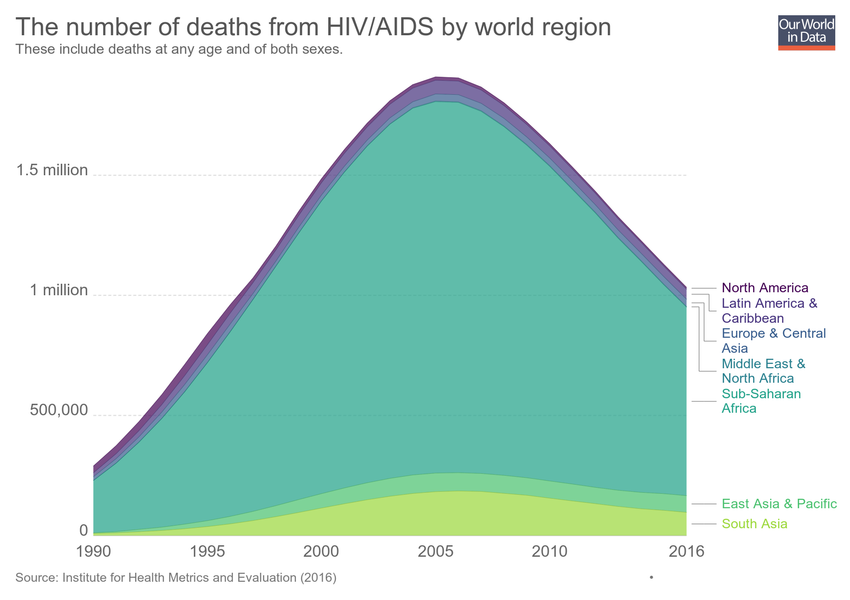 The number of deaths from HIV/AIDS by world region
Our World
in Data
These include deaths at any age and of both sexes.
1.5 million
1 million
500,000
0
North America
Latin America &
Caribbean
Europe & Central
Asia
Middle East &
North Africa
Sub-Saharan
Africa
East Asia & Pacific
South Asia
1990 1995 2000 2005 2010 2016
Source: Institute for Health Metrics and Evaluation (2016)